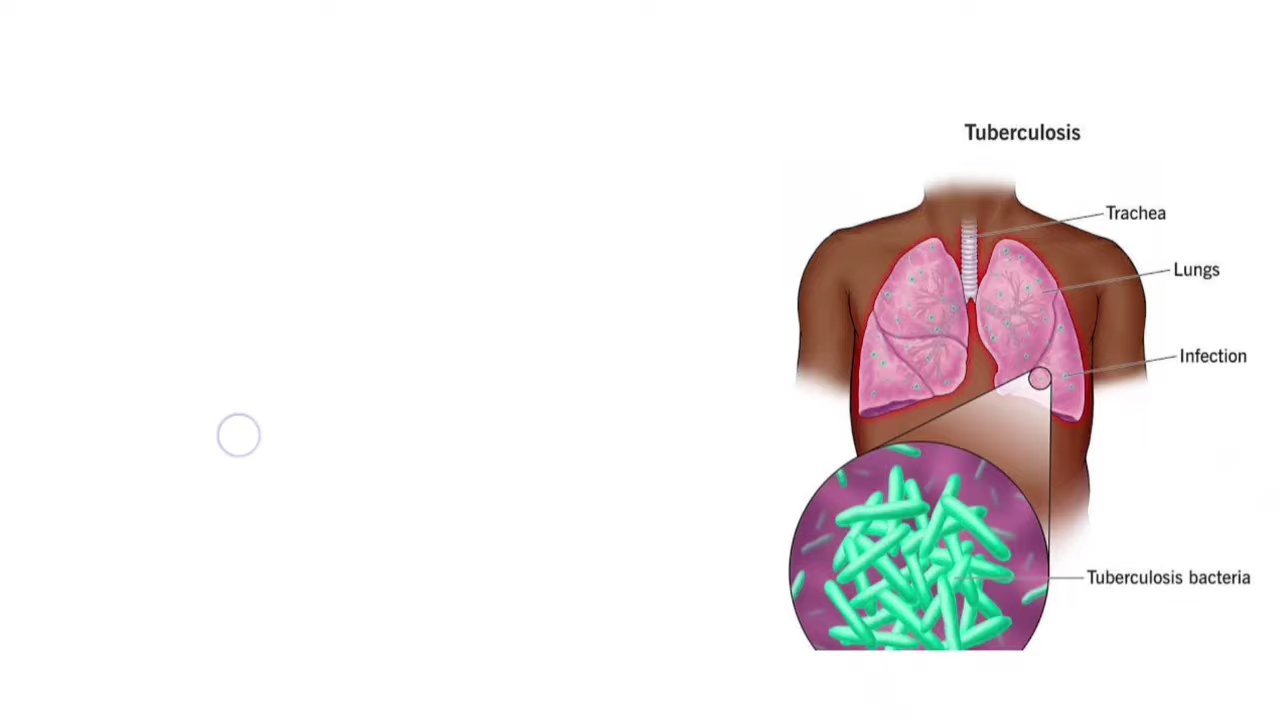 Tuberculosis
Trachea
Lungs
Infection
Tuberculosis bacteria